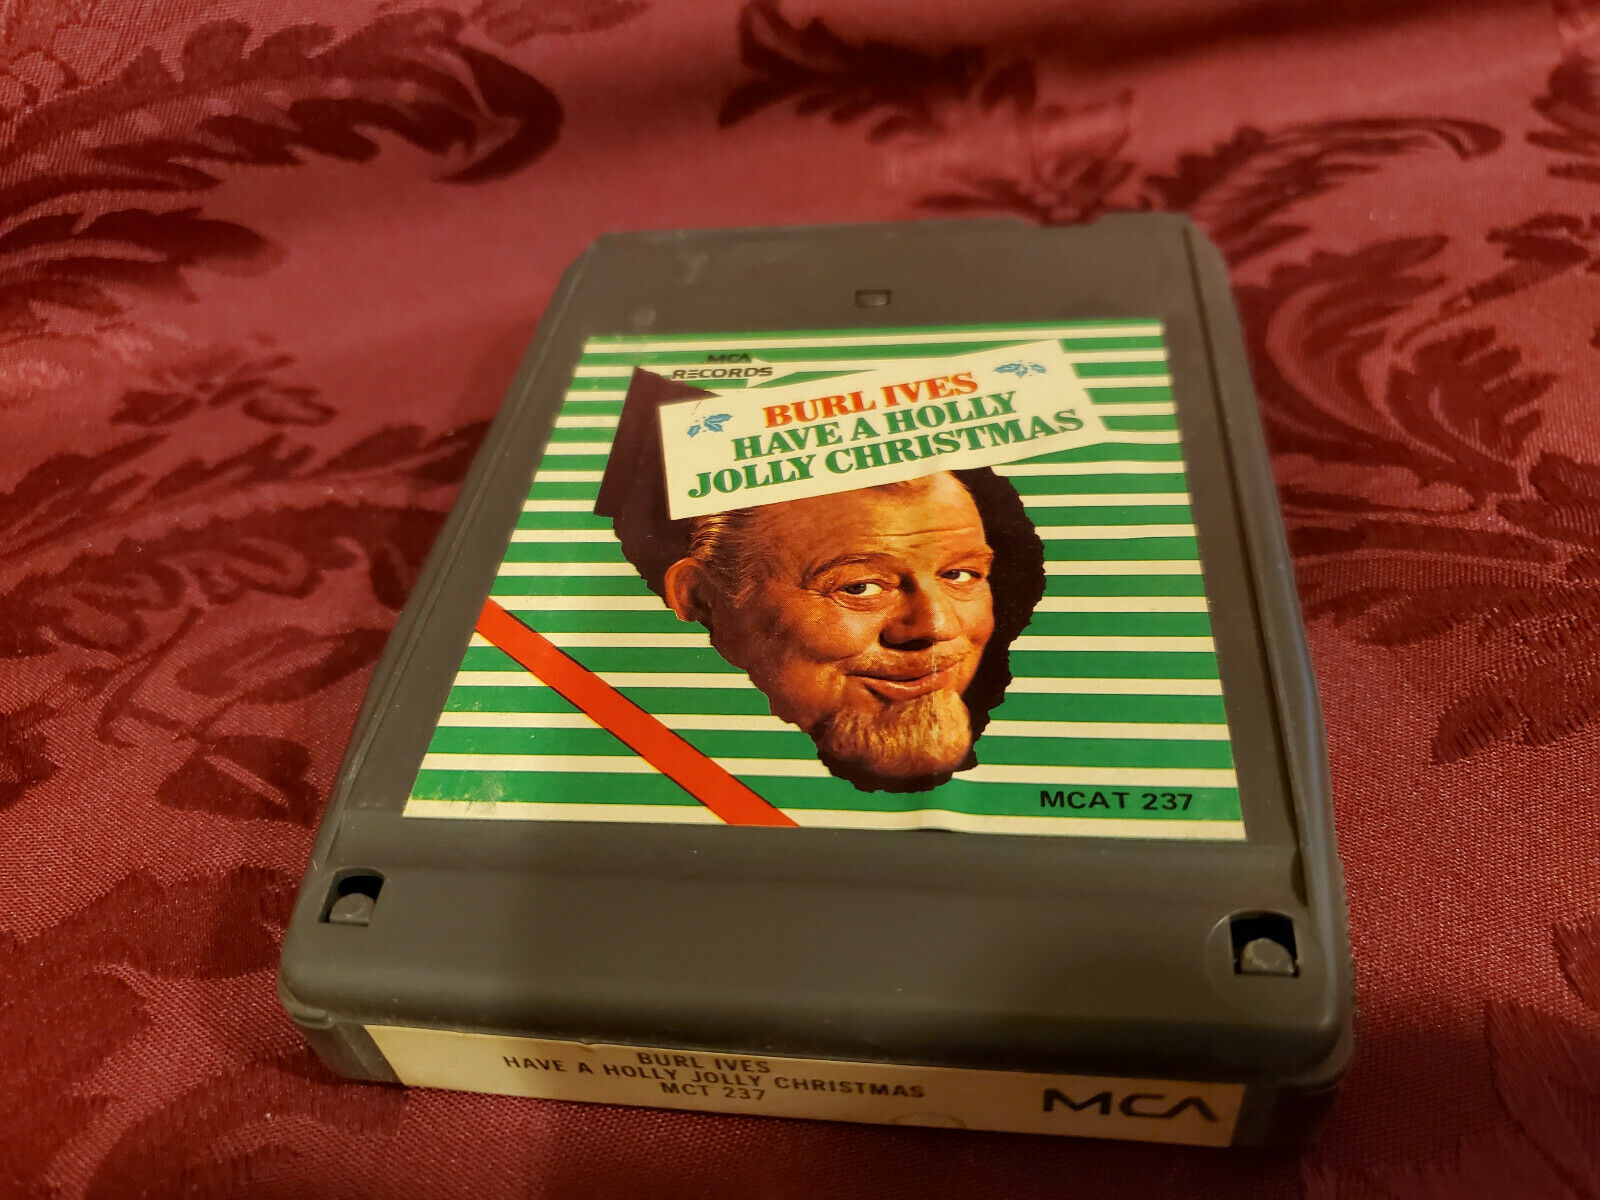 MCA
RECORDS
BURL IVES
HAVE A HOLLY
JOLLY CHRISTMAS
MCAT 237
BURL IVES
HAVE A HOLLY JOLLY CHRISTMAS
MCT 237
MCA